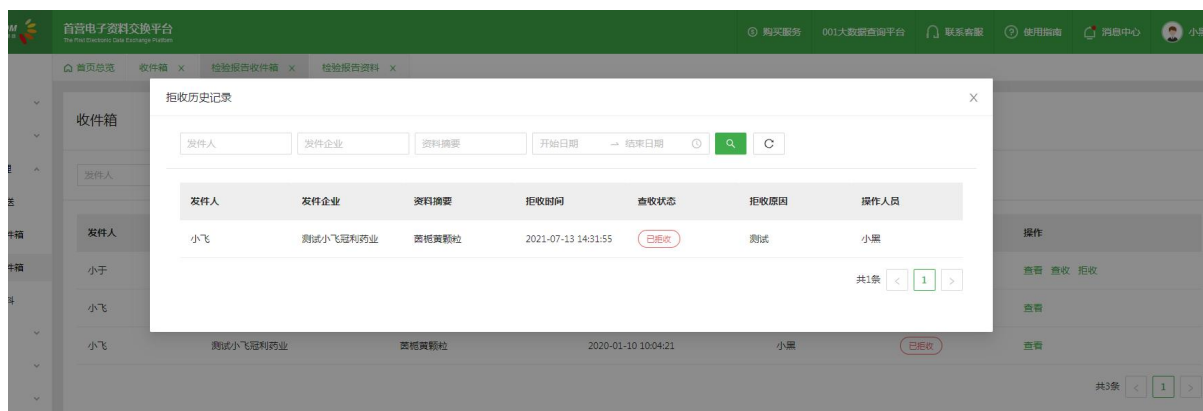 首营电子资料交换平台
The First Electronic Data Exchange Platform
购买服务 001大数据查询平台 联系客服 使用指南 消息中心 小黑
首页总览 收件箱 × 检验报告收件箱 × 检验报告资料 ×
拒收历史记录 ×
收件箱
发件人 发件企业 资料摘要 开始日期 → 结束日期
发件人
发件人 发件企业 资料摘要 拒收时间 查收状态 拒收原因 操作人员
发件人 操作
小飞 测试小飞冠利药业 茵栀黄颗粒 2021-07-13 14:31:55 已拒收 测试 小黑
小于 查看 查收 拒收
共1条 < 1 >
小飞 查看
小飞 测试小飞冠利药业 茵栀黄颗粒 2020-01-10 10:04:21 小黑 已拒收 查看
共3条 < 1 >